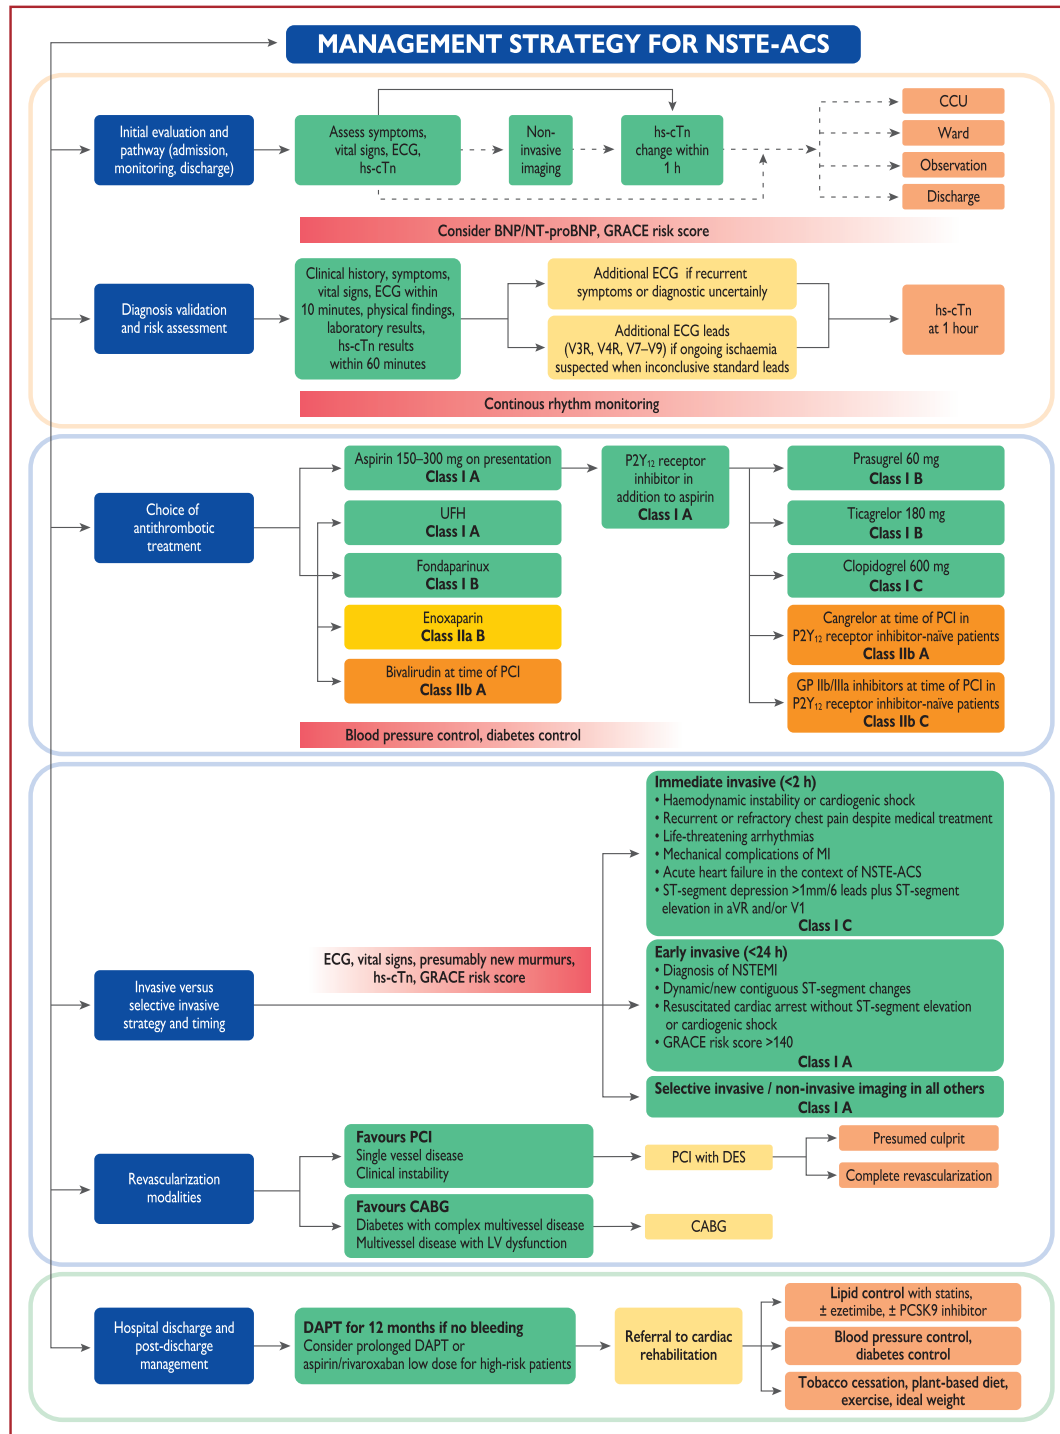 MANAGEMENT STRATEGY FOR NSTE-ACS
Initial evaluation and
pathway (admission,
monitoring, discharge)
Assess symptoms,
vital signs, ECG,
hs-cTn
Non-
invasive
imaging
hs-cTn
change within
1 h
CCU
Ward
Observation
Discharge
Consider BNP/NT-proBNP, GRACE risk score
Diagnosis validation
and risk assessment
Clinical history, symptoms,
vital signs, ECG within
10 minutes, physical findings,
laboratory results,
hs-cTn results
within 60 minutes
Additional ECG if recurrent
symptoms or diagnostic uncertainly
Additional ECG leads
(V3R, V4R, V7–V9) if ongoing ischaemia
suspected when inconclusive standard leads
hs-cTn
at 1 hour
Continous rhythm monitoring
Choice of
antithrombotic
treatment
Aspirin 150–300 mg on presentation
Class I A
UFH
Class I A
Fondaparinux
Class I B
Enoxaparin
Class IIa B
Bivalirudin at time of PCI
Class IIb A
P2Y₁₂ receptor
inhibitor in
addition to aspirin
Class I A
Prasugrel 60 mg
Class I B
Ticagrelor 180 mg
Class I B
Clopidogrel 600 mg
Class I C
Cangrelor at time of PCI in
P2Y₁₂ receptor inhibitor-naïve patients
Class IIb A
GP IIb/IIIa inhibitors at time of PCI in
P2Y₁₂ receptor inhibitor-naïve patients
Class IIb C
Blood pressure control, diabetes control
Invasive versus
selective invasive
strategy and timing
ECG, vital signs, presumably new murmurs,
hs-cTn, GRACE risk score
Immediate invasive (<2 h)
• Haemodynamic instability or cardiogenic shock
• Recurrent or refractory chest pain despite medical treatment
• Life-threatening arrhythmias
• Mechanical complications of MI
• Acute heart failure in the context of NSTE-ACS
• ST-segment depression >1mm/6 leads plus ST-segment
elevation in aVR and/or V1
Class I C
Early invasive (<24 h)
• Diagnosis of NSTEMI
• Dynamic/new contiguous ST-segment changes
• Resuscitated cardiac arrest without ST-segment elevation
or cardiogenic shock
• GRACE risk score >140
Class I A
Selective invasive / non-invasive imaging in all others
Class I A
Revascularization
modalities
Favours PCI
Single vessel disease
Clinical instability
Favours CABG
Diabetes with complex multivessel disease
Multivessel disease with LV dysfunction
PCI with DES
CABG
Presumed culprit
Complete revascularization
Hospital discharge and
post-discharge
management
DAPT for 12 months if no bleeding
Consider prolonged DAPT or
aspirin/rivaroxaban low dose for high-risk patients
Referral to cardiac
rehabilitation
Lipid control with statins,
± ezetimibe, ± PCSK9 inhibitor
Blood pressure control,
diabetes control
Tobacco cessation, plant-based diet,
exercise, ideal weight